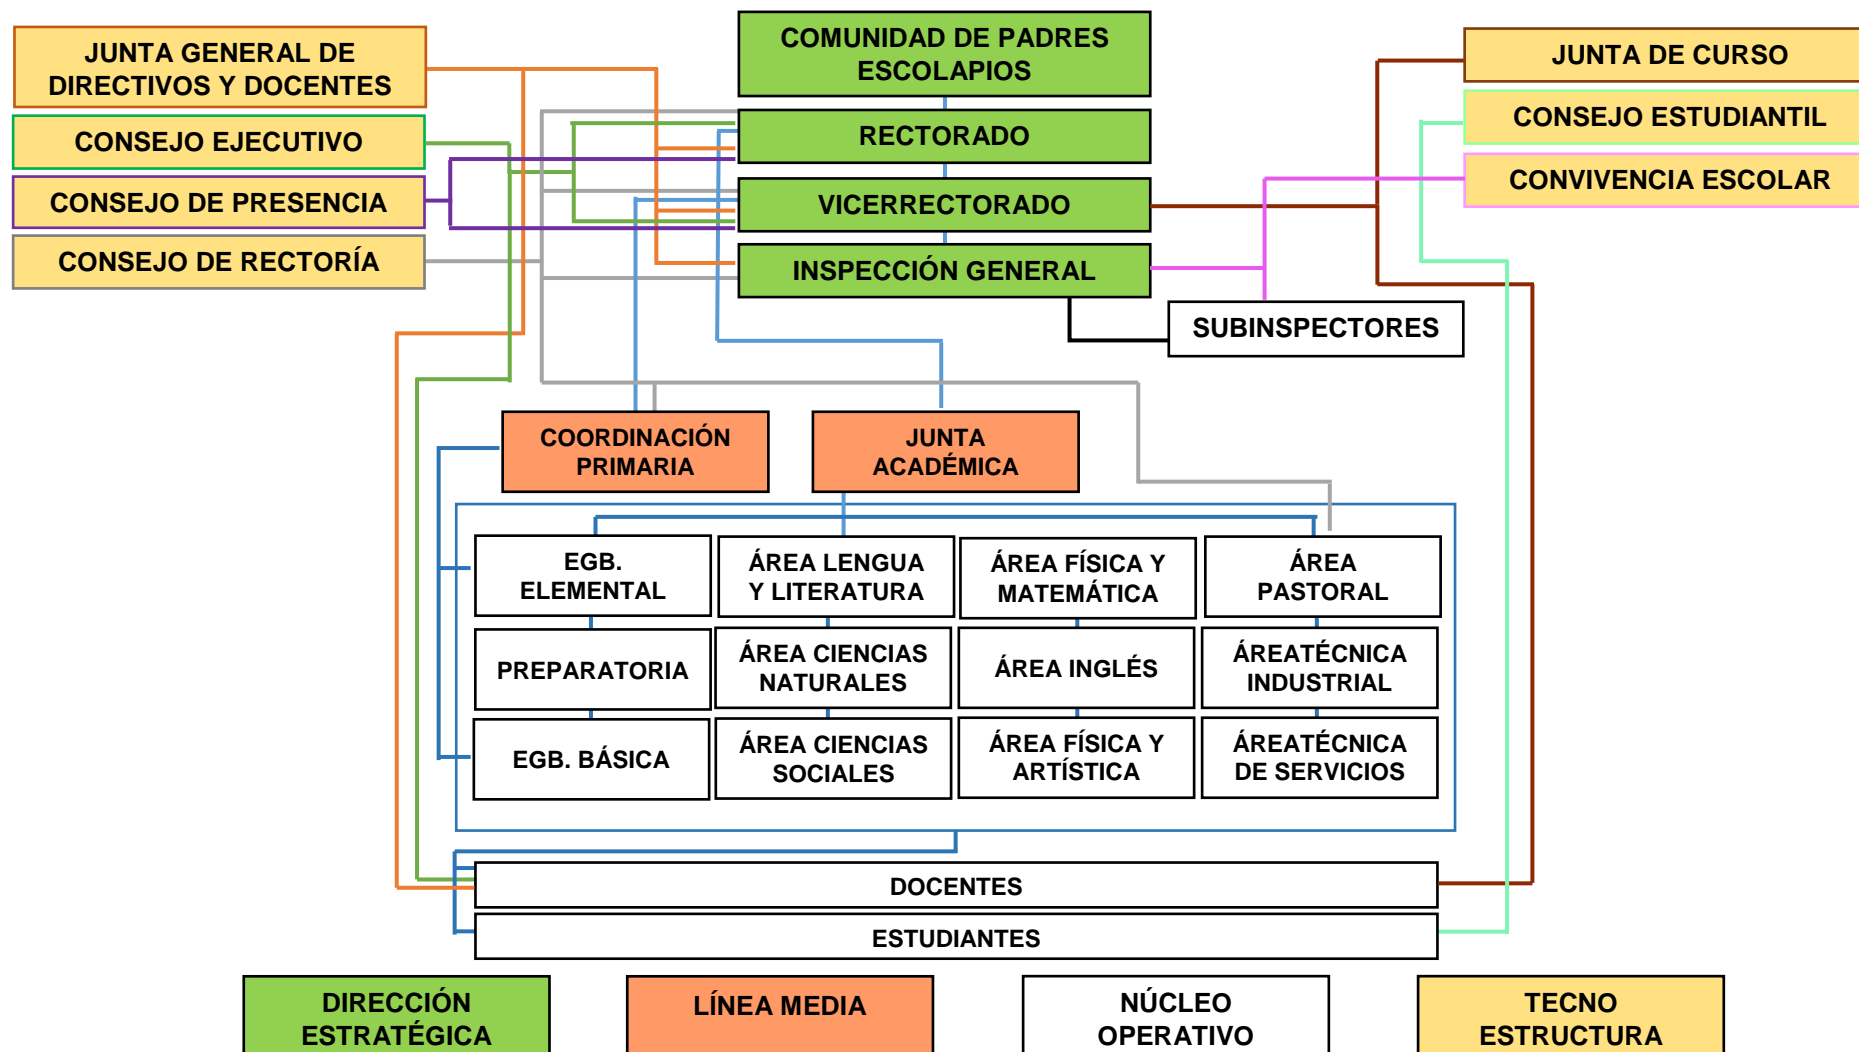 JUNTA GENERAL DE
DIRECTIVOS Y DOCENTES
CONSEJO EJECUTIVO
CONSEJO DE PRESENCIA
CONSEJO DE RECTORÍA
COMUNIDAD DE PADRES
ESCOLAPIOS
RECTORADO
VICERRECTORADO
INSPECCIÓN GENERAL
JUNTA DE CURSO
CONSEJO ESTUDIANTIL
CONVIVENCIA ESCOLAR
SUBINSPECTORES
COORDINACIÓN
PRIMARIA
JUNTA
ACADÉMICA
EGB.
ELEMENTAL
ÁREA LENGUA
Y LITERATURA
ÁREA FÍSICA Y
MATEMÁTICA
ÁREA
PASTORAL
PREPARATORIA
ÁREA CIENCIAS
NATURALES
ÁREA INGLÉS
ÁREATÉCNICA
INDUSTRIAL
EGB. BÁSICA
ÁREA CIENCIAS
SOCIALES
ÁREA FÍSICA Y
ARTÍSTICA
ÁREATÉCNICA
DE SERVICIOS
DOCENTES
ESTUDIANTES
DIRECCIÓN
ESTRATÉGICA
LÍNEA MEDIA
NÚCLEO
OPERATIVO
TECNO
ESTRUCTURA